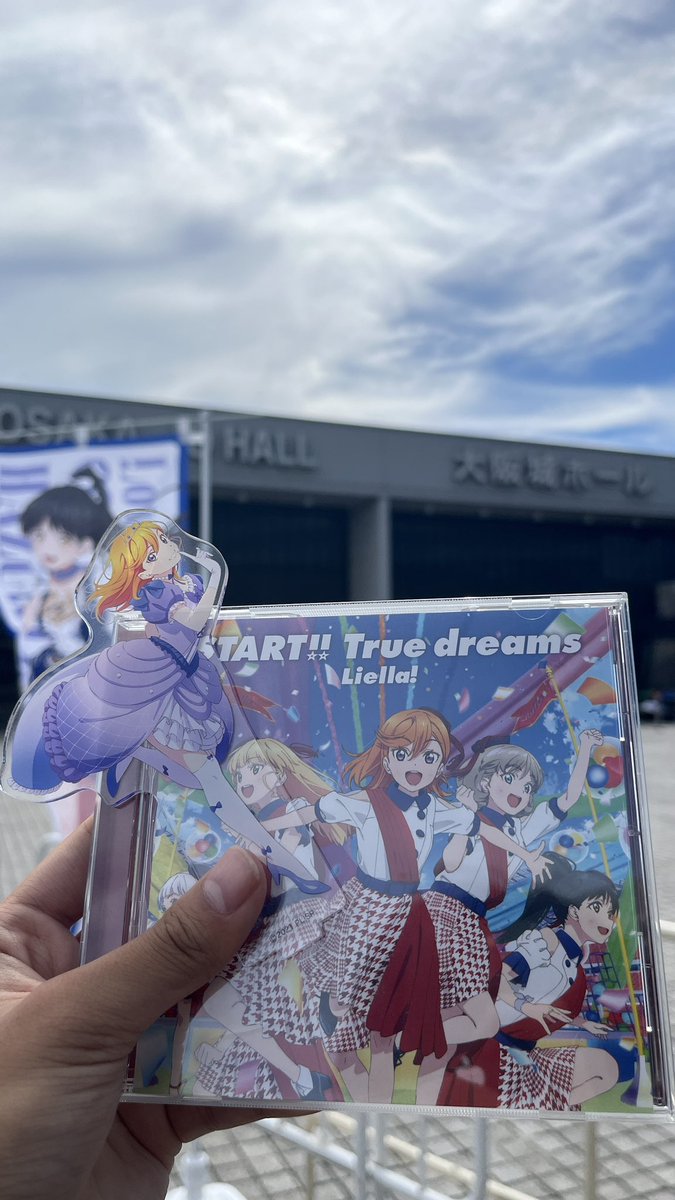 OSAKA
HALL
大阪城ホール
START!! True dreams
Liella!